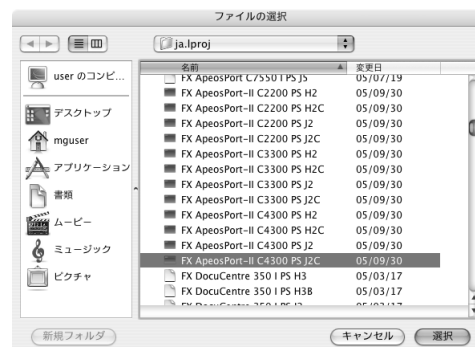 ファイルの選択
ja.lproj
user のコンピ...
デスクトップ
mguser
アプリケーション
書類
ムービー
ミュージック
ピクチャ
名前 変更日
FX ApeosPort C7550 I PS J5 05/07/19
FX ApeosPort-II C2200 PS H2 05/09/30
FX ApeosPort-II C2200 PS H2C 05/09/30
FX ApeosPort-II C2200 PS J2 05/09/30
FX ApeosPort-II C2200 PS J2C 05/09/30
FX ApeosPort-II C3300 PS H2 05/09/30
FX ApeosPort-II C3300 PS H2C 05/09/30
FX ApeosPort-II C3300 PS J2 05/09/30
FX ApeosPort-II C3300 PS J2C 05/09/30
FX ApeosPort-II C4300 PS H2 05/09/30
FX ApeosPort-II C4300 PS H2C 05/09/30
FX ApeosPort-II C4300 PS J2 05/09/30
FX ApeosPort-II C4300 PS J2C 05/09/30
FX DocuCentre 350 I PS H3 05/03/17
FX DocuCentre 350 I PS H3B 05/03/17
FX DocuCentre 350 I PS J3 05/03/17
新規フォルダ
キャンセル
選択